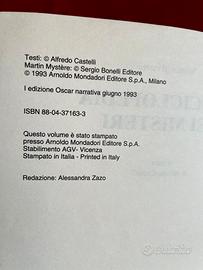 Testi: © Alfredo Castelli
Martin Mystère: © Sergio Bonelli Editore
© 1993 Arnoldo Mondadori Editore S.p.A., Milano
I edizione Oscar narrativa giugno 1993
ISBN 88-04-37163-3
Questo volume è stato stampato
presso Arnoldo Mondadori Editore S.p.A.
Stabilimento AGV- Vicenza
Stampato in Italia - Printed in Italy
Redazione: Alessandra Zazo
subito